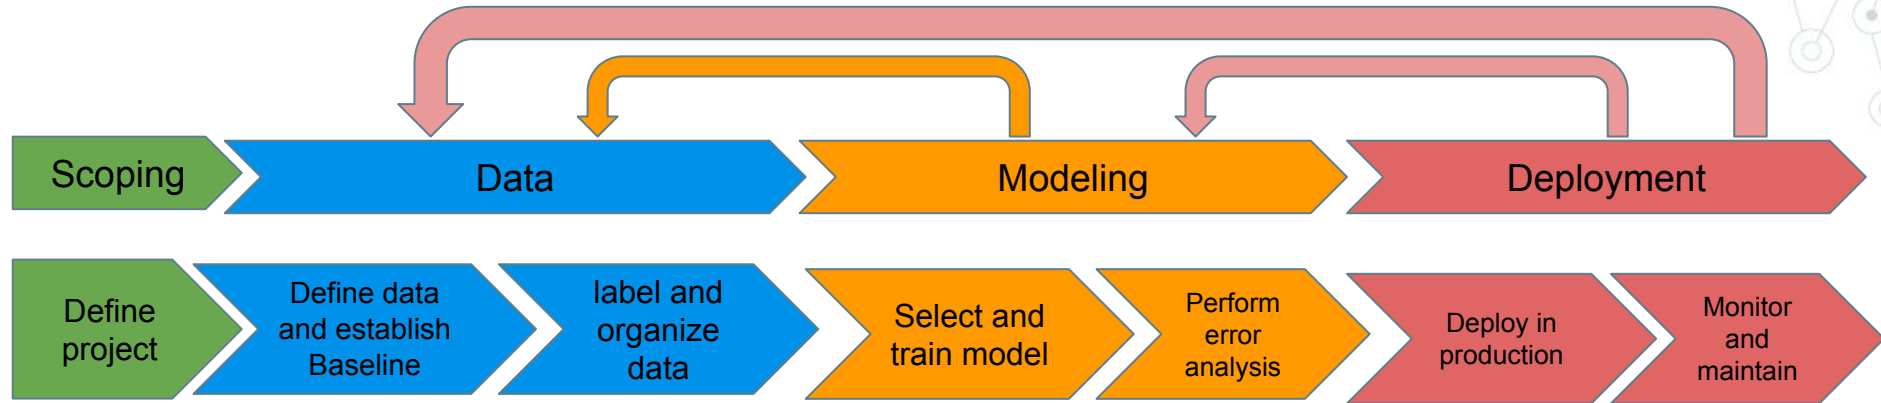 Scoping
Data
Modeling
Deployment
Define
project
Define data
and establish
Baseline
label and
organize
data
Select and
train model
Perform
error
analysis
Deploy in
production
Monitor
and
maintain